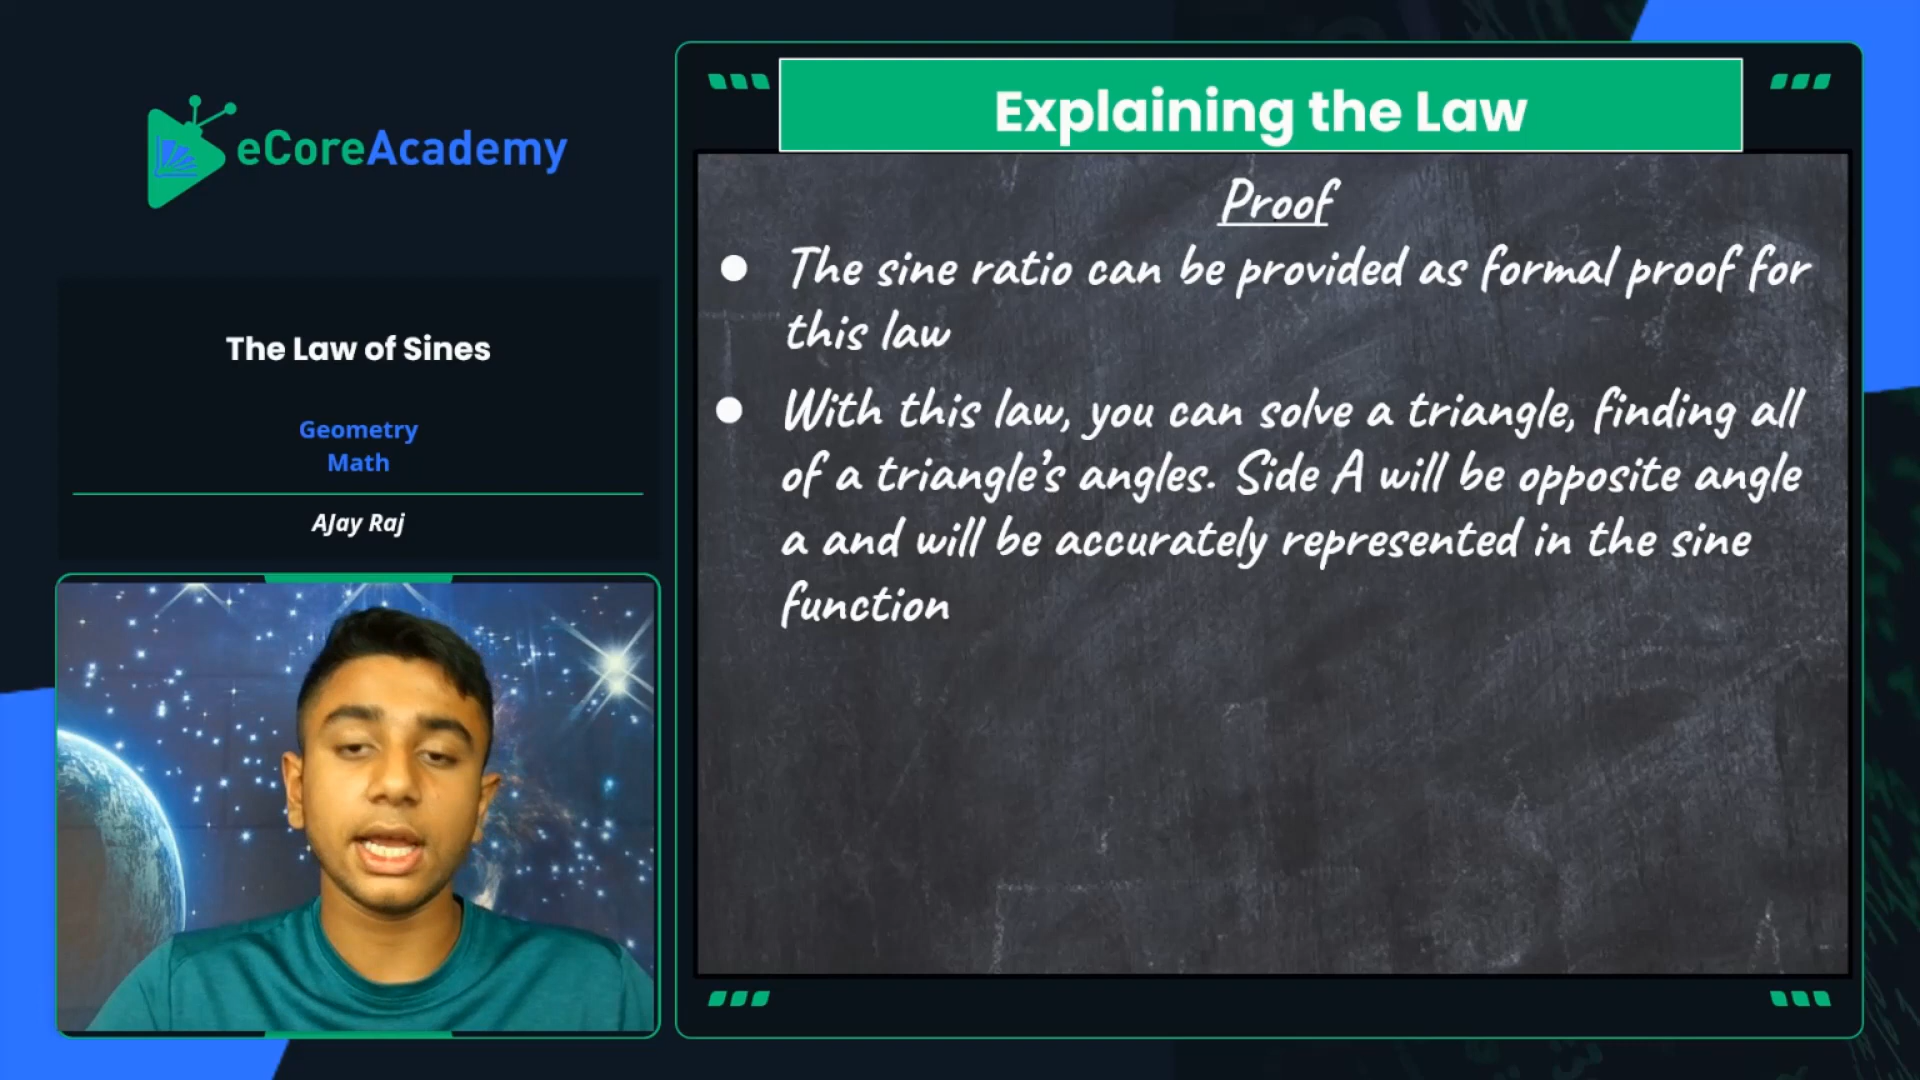 eCoreAcademy
The Law of Sines
Geometry
Math
AJay Raj
Explaining the Law
Proof
● The sine ratio can be provided as formal proof for
this law
● With this law, you can solve a triangle, finding all
of a triangle's angles. Side A will be opposite angle
a and will be accurately represented in the sine
function